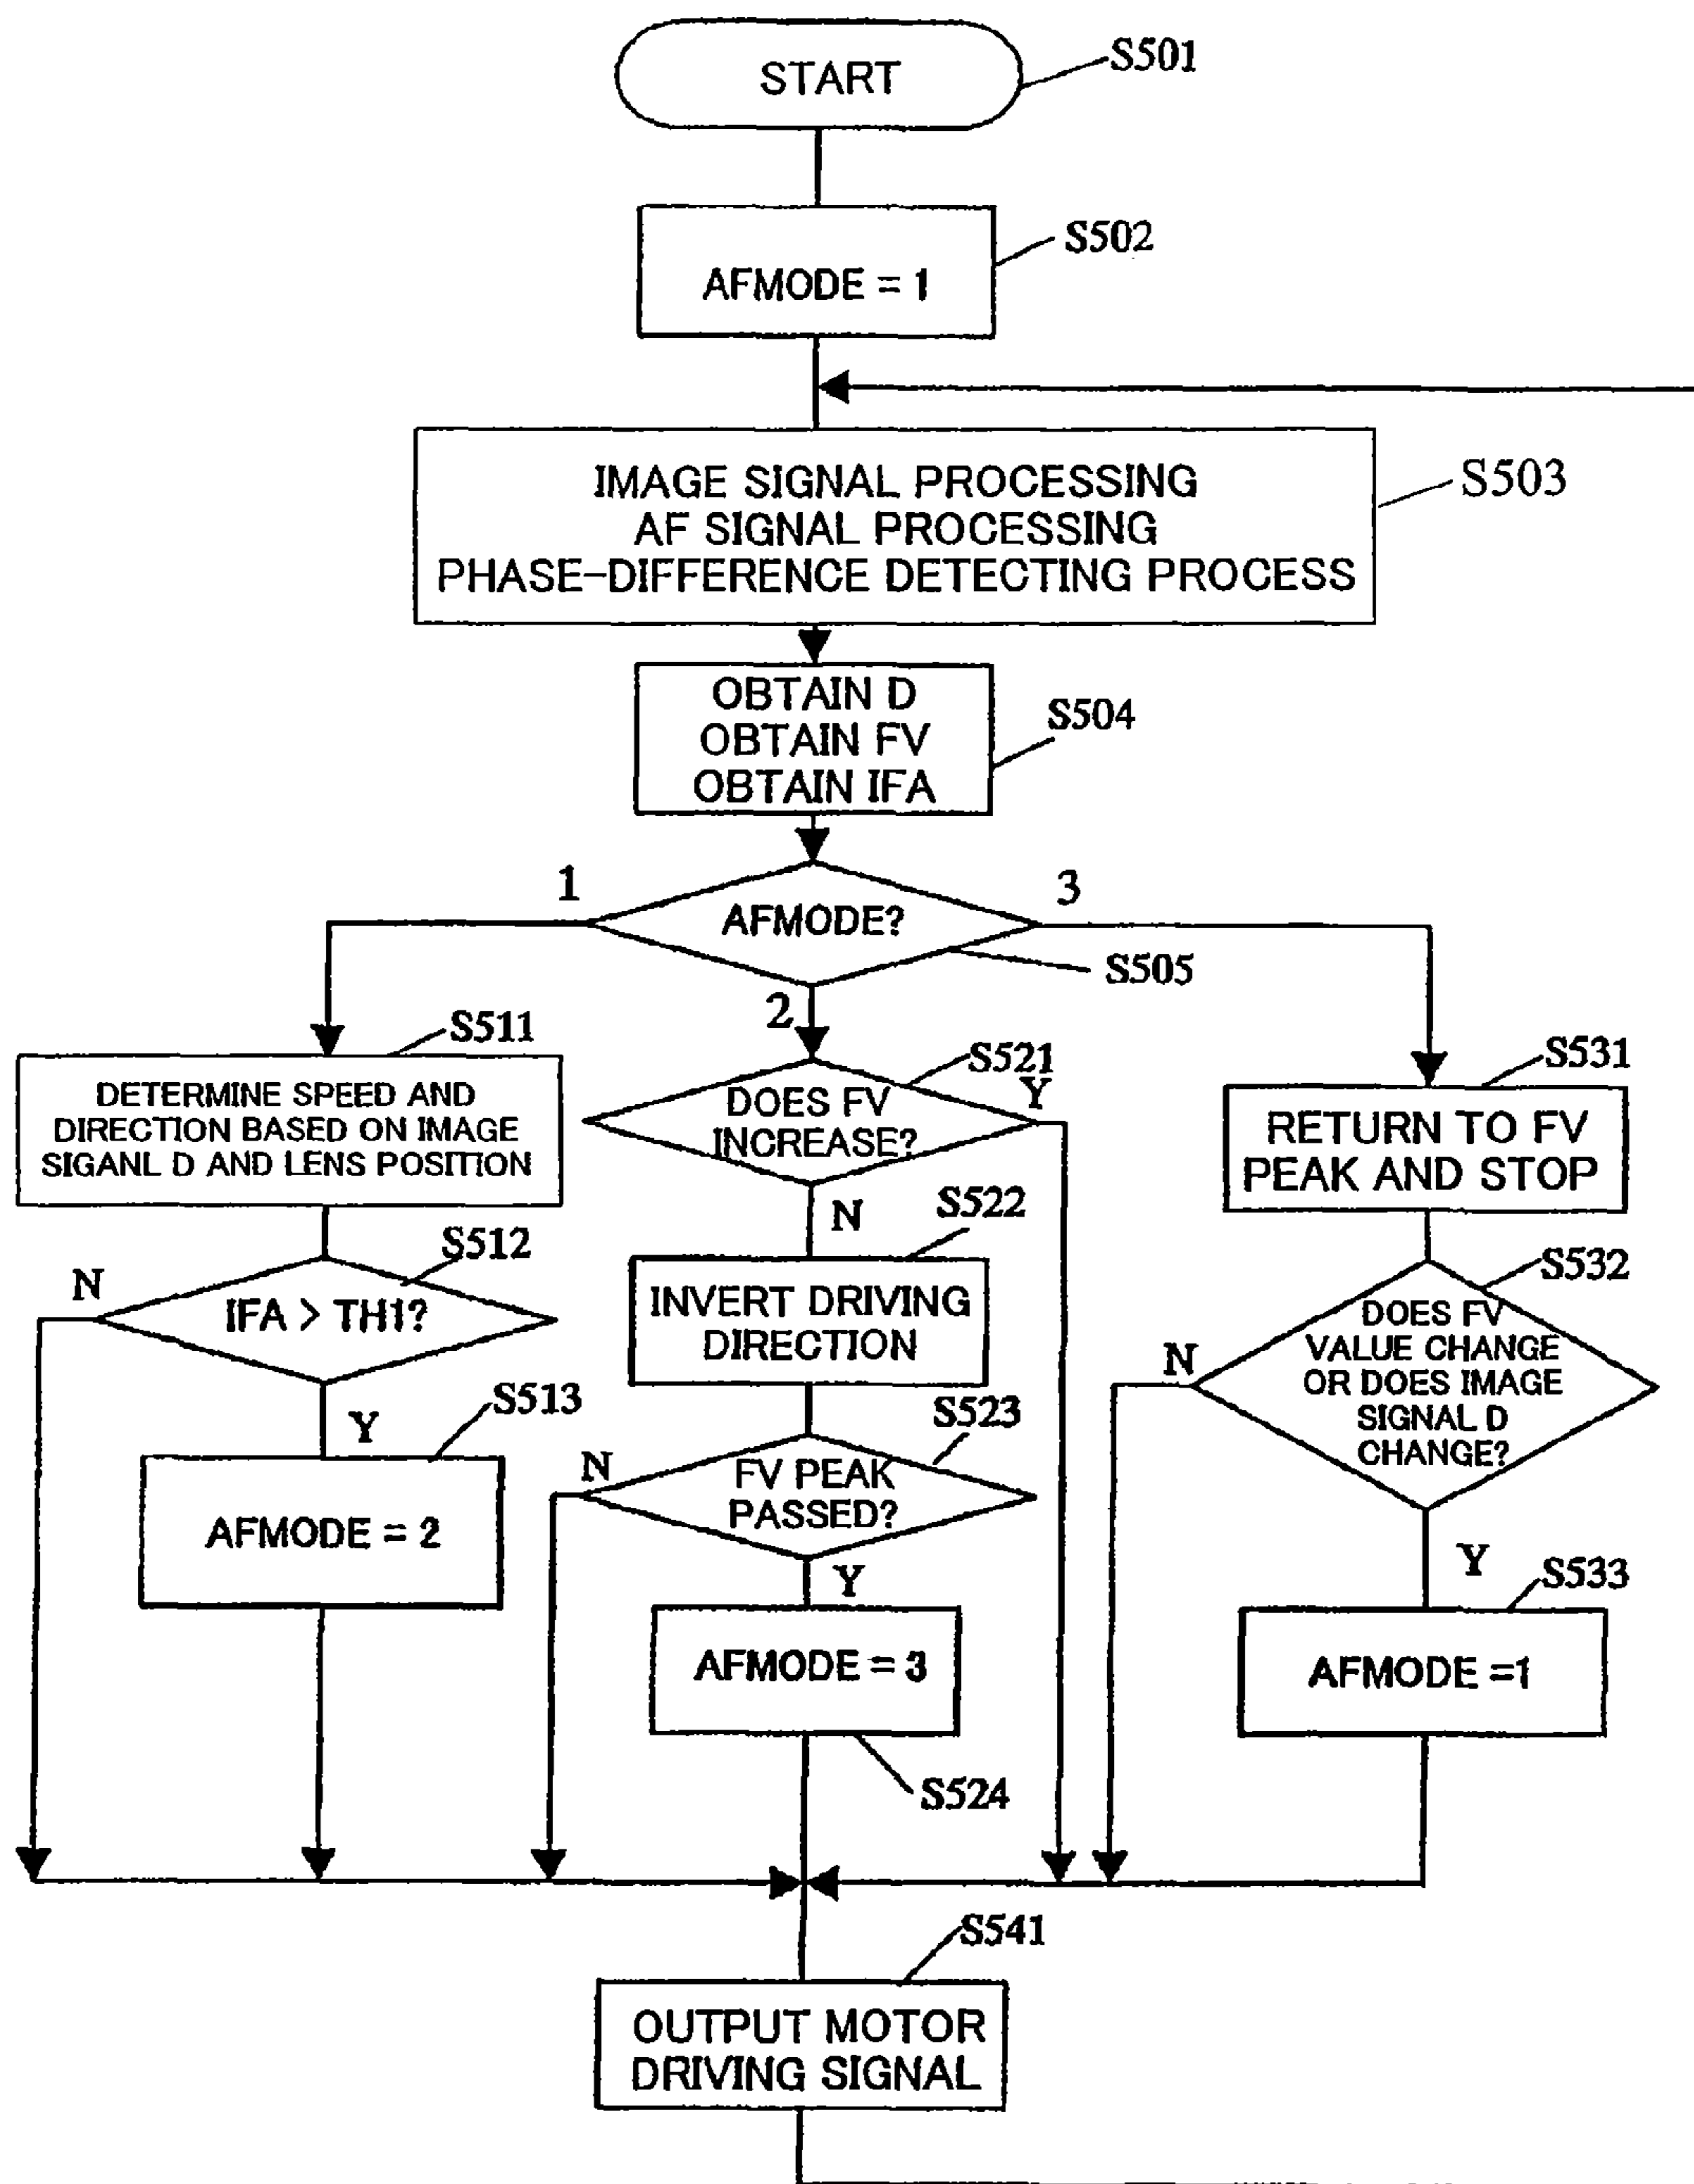 START
S501
S502
AFMODE = 1
IMAGE SIGNAL PROCESSING
AF SIGNAL PROCESSING
PHASE-DIFFERENCE DETECTING PROCESS
S503
OBTAIN D
OBTAIN FV
OBTAIN IFA
S504
1
AFMODE?
3
S505
2
S511
DETERMINE SPEED AND
DIRECTION BASED ON IMAGE
SIGANL D AND LENS POSITION
S512
N
IFA > TH1?
Y
S513
AFMODE = 2
S521
DOES FV
INCREASE?
Y
N
S522
INVERT DRIVING
DIRECTION
S523
N
FV PEAK
PASSED?
Y
AFMODE = 3
S524
S531
RETURN TO FV
PEAK AND STOP
S532
DOES FV
VALUE CHANGE
OR DOES IMAGE
SIGNAL D
CHANGE?
N
Y
S533
AFMODE =1
S541
OUTPUT MOTOR
DRIVING SIGNAL